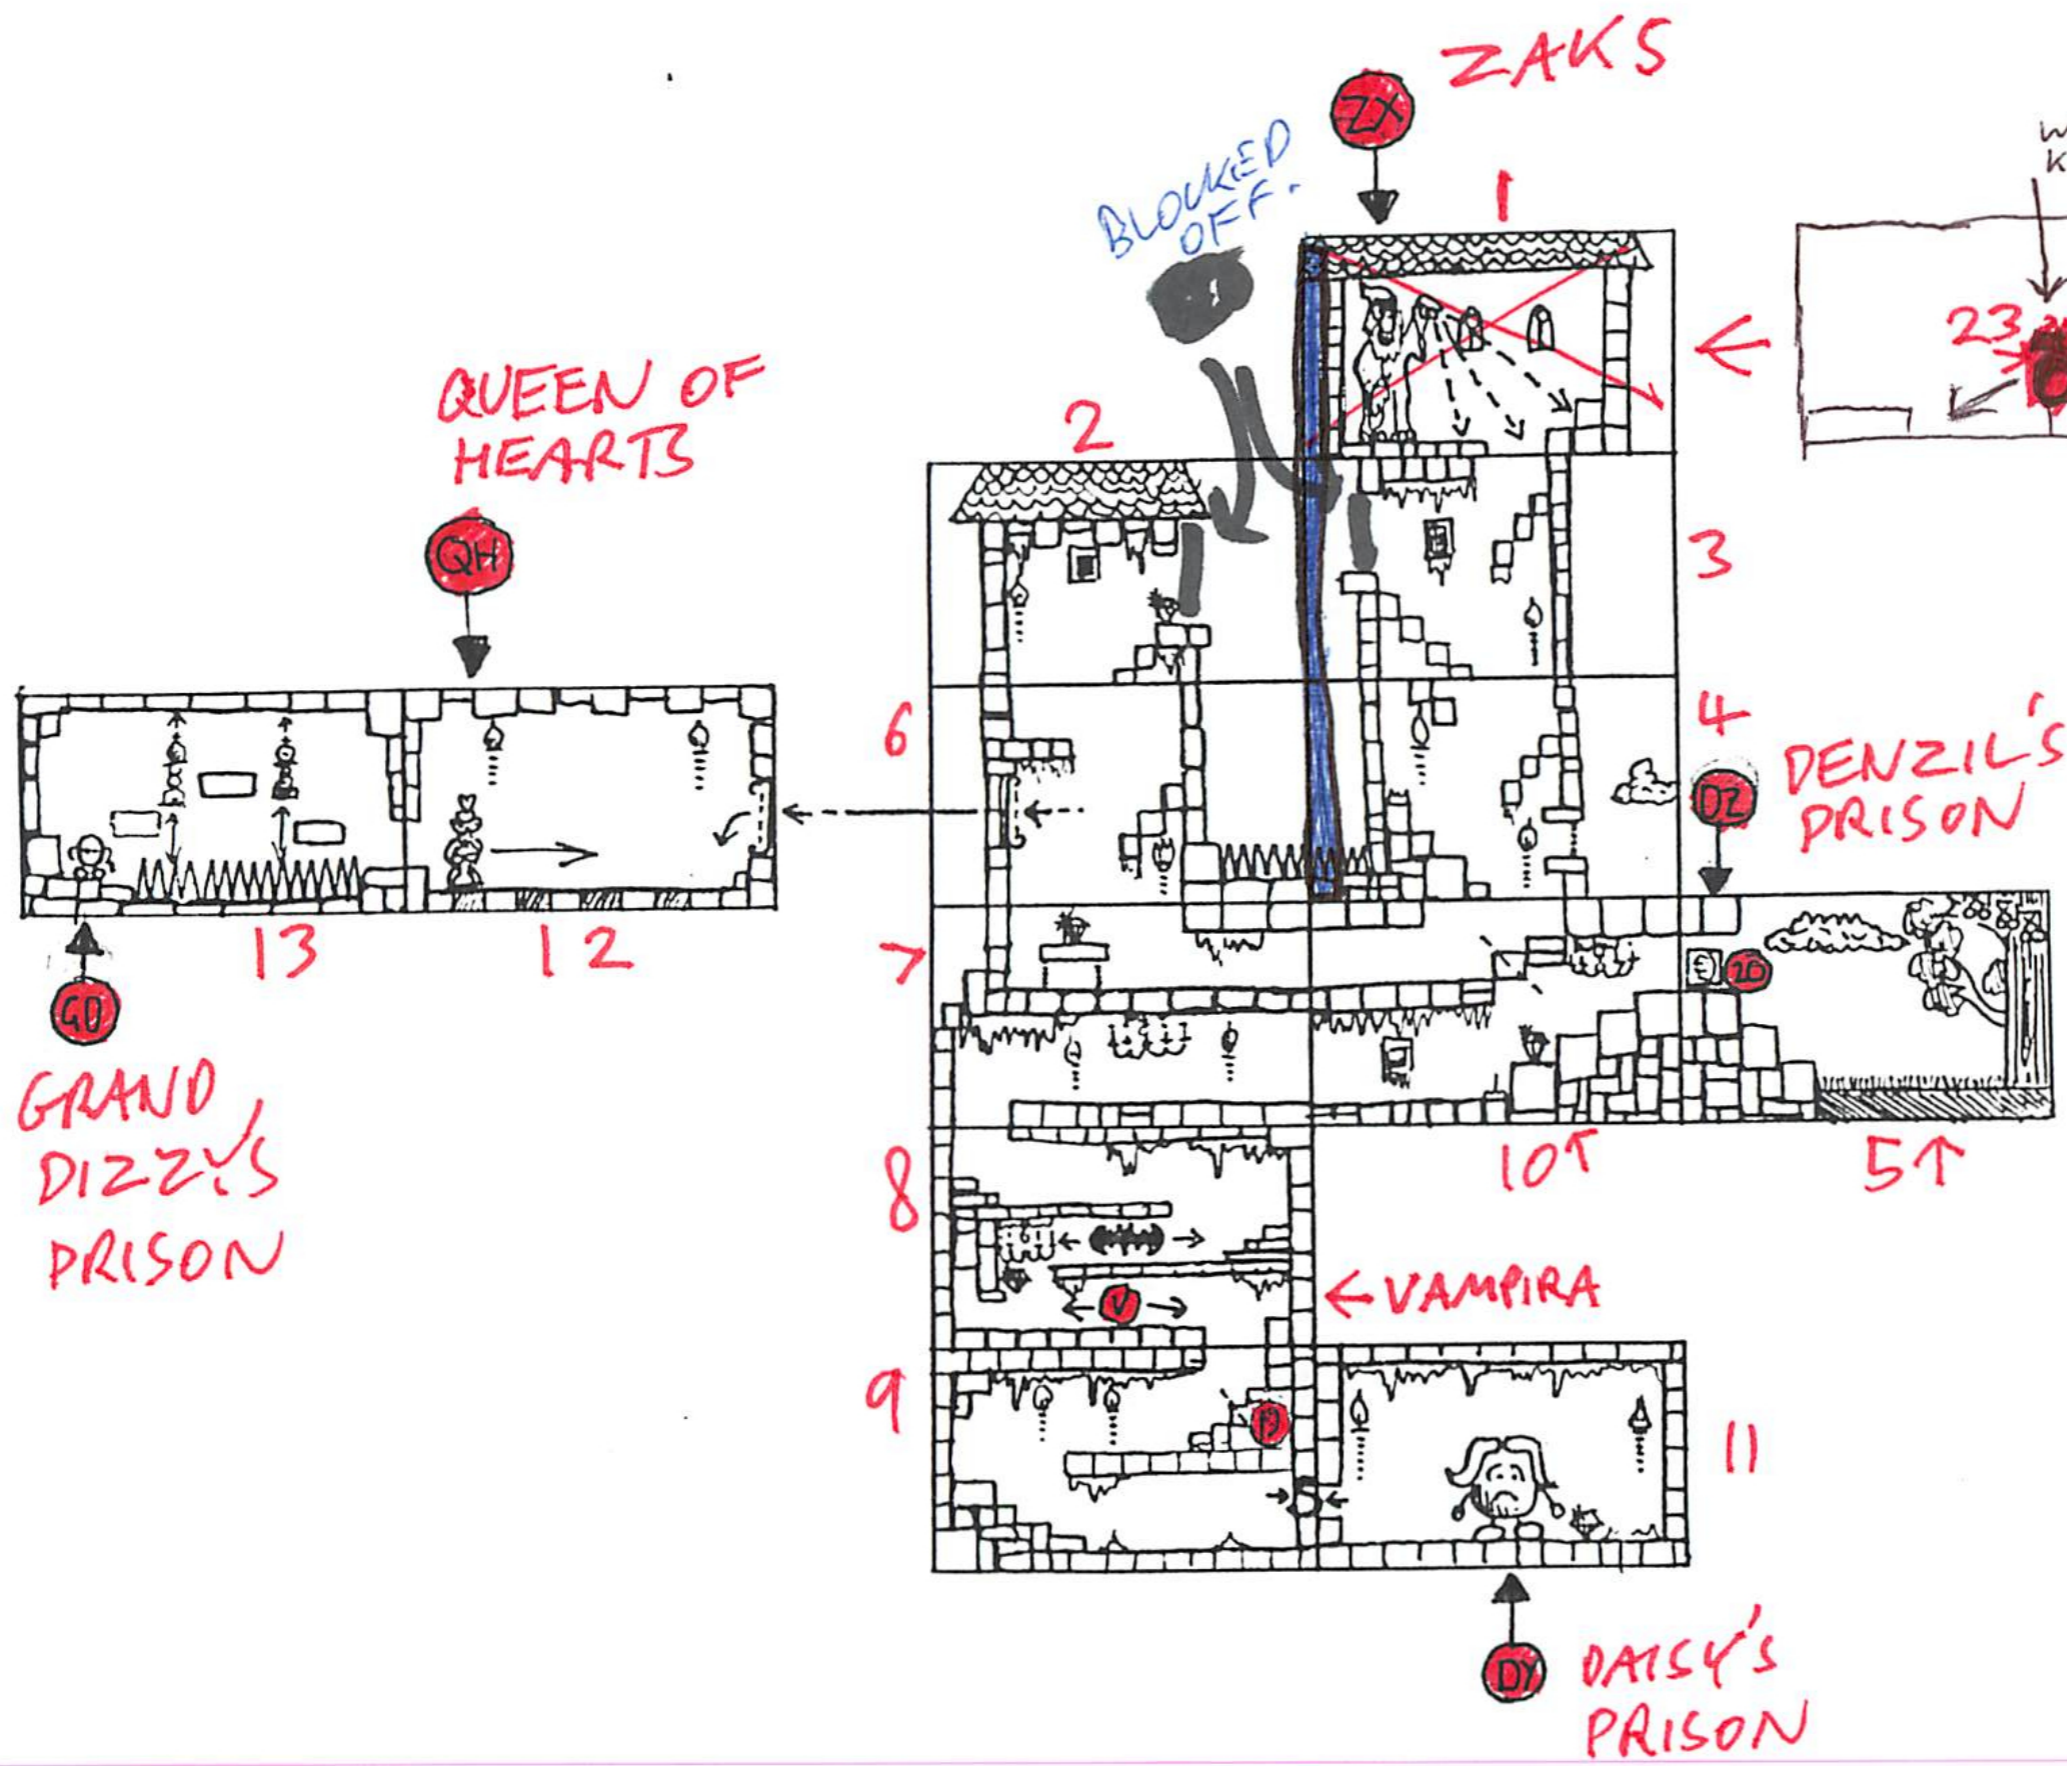 ZAKS
ZX
BLOCKED
OFF.
1
23
QUEEN OF
HEARTS
QH
2
3
6
4
DENZIL'S
PRISON
DZ
13
12
7
E
20
GD
GRAND
DIZZY'S
PRISON
8
10↑
5↑
V
←VAMPIRA
9
11
DY
DAISY'S
PRISON